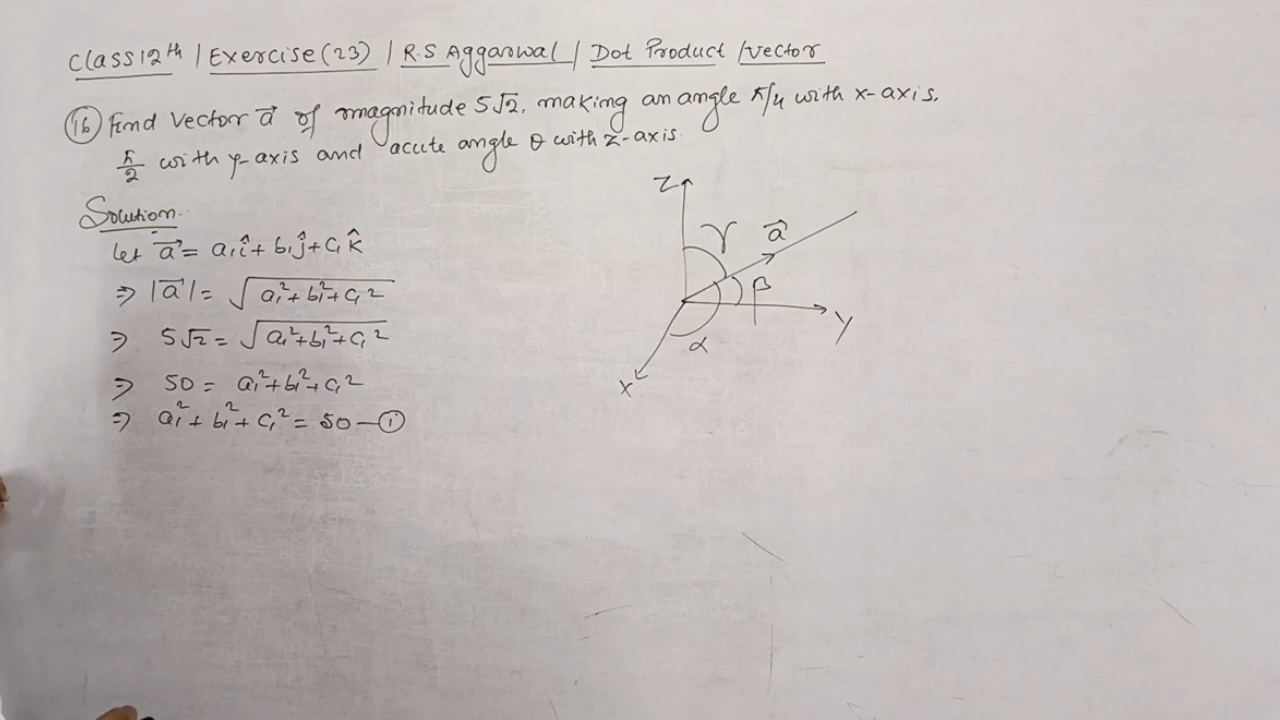 Class 12th | Exercise (23) | R.S Aggarwal | Dot Product / vector
(16) Find vector a⃗ of magnitude 5√2. making an angle π/4 with x-axis.
π/2 with y-axis and acute angle θ with z-axis.
Solution.
let a⃗ = a₁î + b₁ĵ + c₁k̂
⇒ |a⃗| = √(a₁² + b₁² + c₁²)
⇒ 5√2 = √(a₁² + b₁² + c₁²)
⇒ 50 = a₁² + b₁² + c₁²
⇒ a₁² + b₁² + c₁² = 50 — ①
Z
γ
a⃗
β
Y
α
X